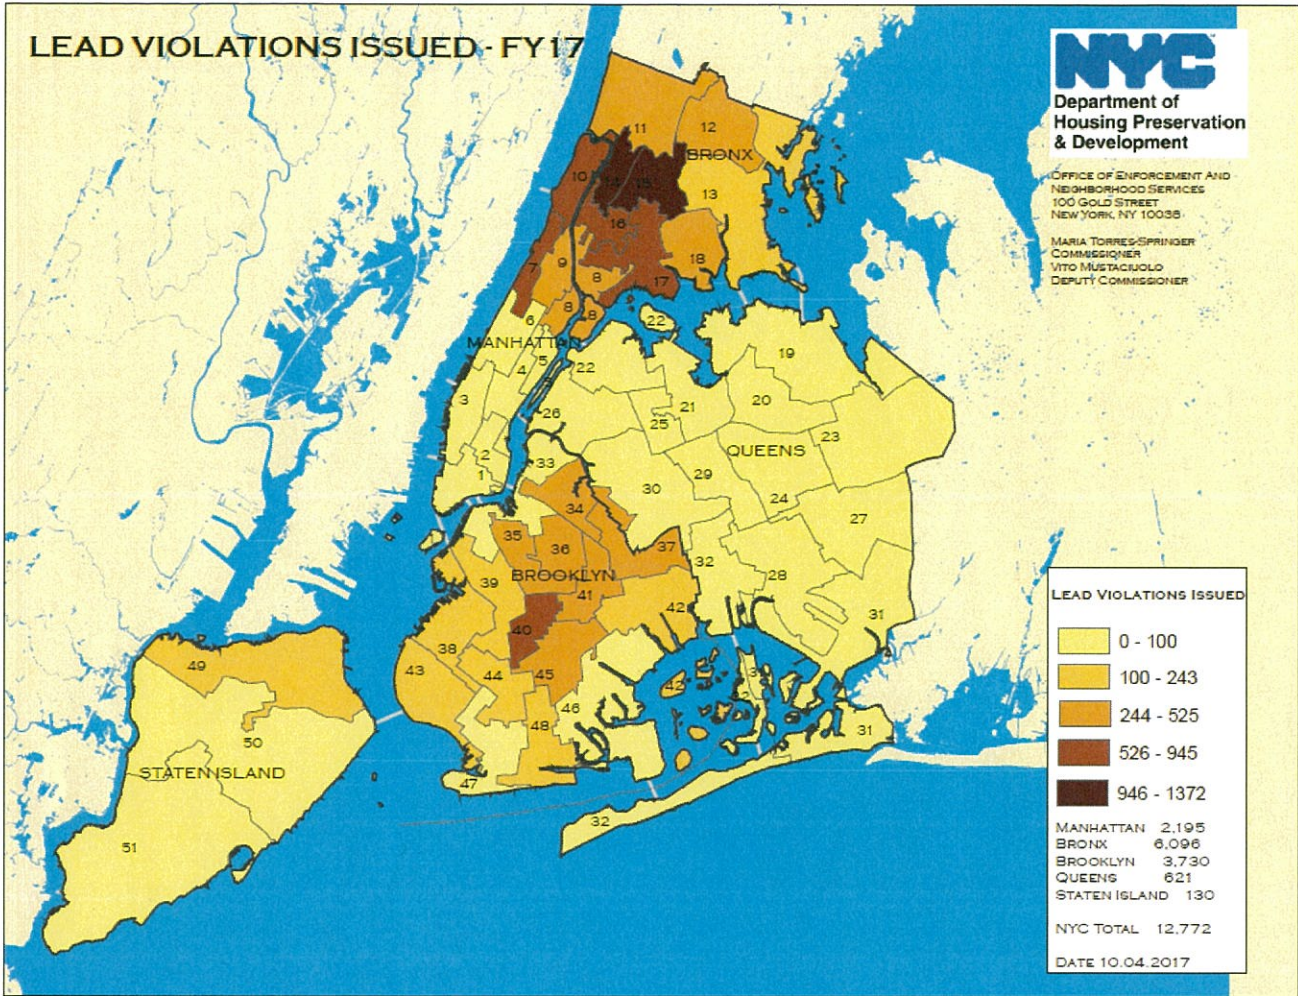 LEAD VIOLATIONS ISSUED - FY17
NYC
Department of
Housing Preservation
& Development
OFFICE OF ENFORCEMENT AND
NEIGHBORHOOD SERVICES
100 GOLD STREET
NEW YORK, NY 10038
MARIA TORRES-SPRINGER
COMMISSIONER
VITO MUSTACIUOLO
DEPUTY COMMISSIONER
11
12
BRONX
10
14
15
13
16
9
18
7
8
17
8
8
6
22
MANHATTAN
19
5
22
4
3
20
21
26
25
23
QUEENS
2
33
29
1
30
24
34
27
35
36
37
32
BROOKLYN
28
39
41
42
31
40
38
49
43
44
45
42
46
48
50
31
STATEN ISLAND
47
32
51
LEAD VIOLATIONS ISSUED
0 - 100
100 - 243
244 - 525
526 - 945
946 - 1372
MANHATTAN 2,195
BRONX 6,096
BROOKLYN 3,730
QUEENS 621
STATEN ISLAND 130
NYC TOTAL 12,772
DATE 10.04.2017